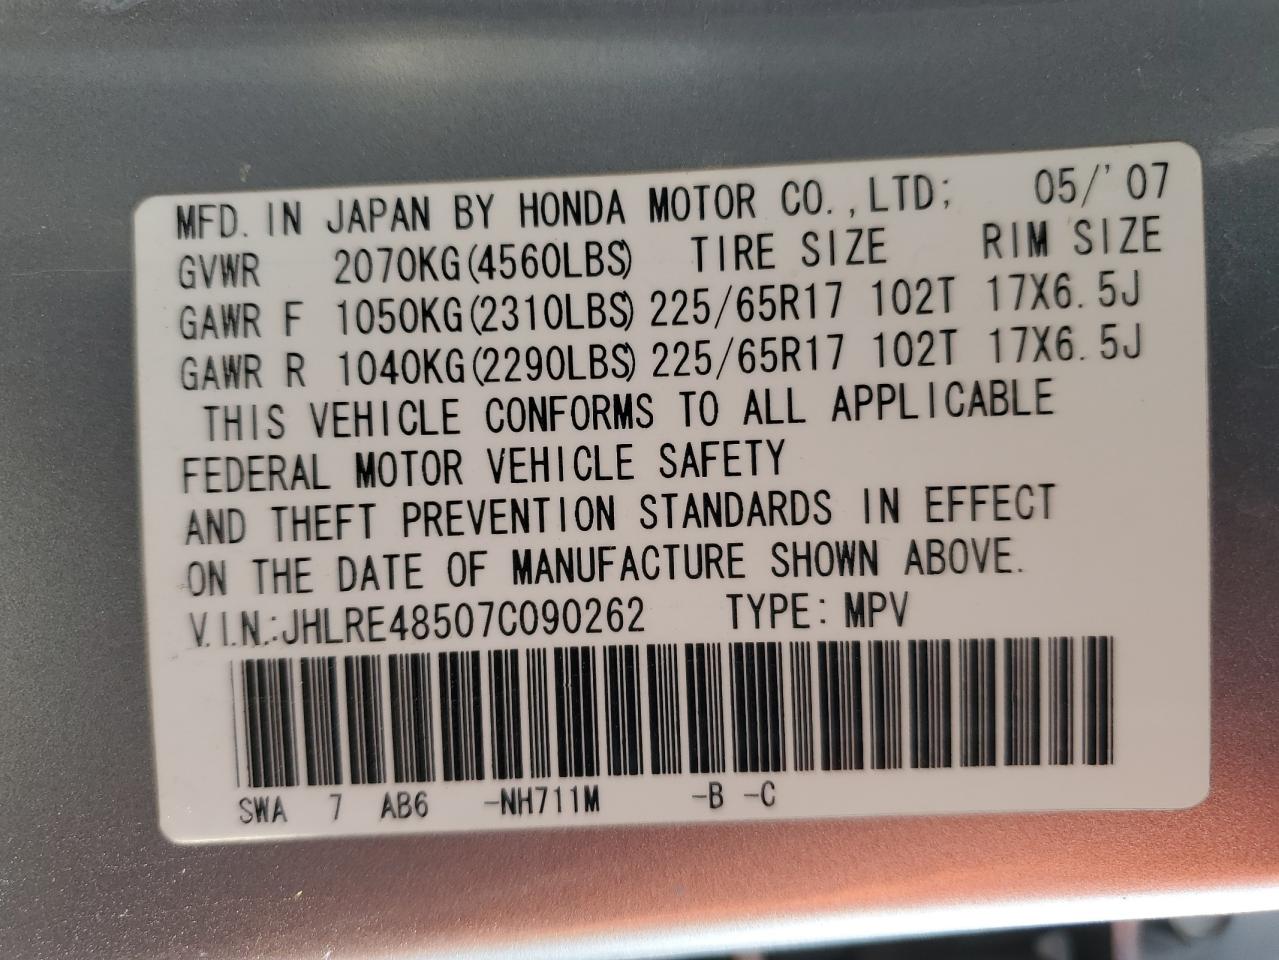 MFD. IN JAPAN BY HONDA MOTOR CO.,LTD; 05/'07
GVWR 2070KG(4560LBS) TIRE SIZE RIM SIZE
GAWR F 1050KG(2310LBS) 225/65R17 102T 17X6.5J
GAWR R 1040KG(2290LBS) 225/65R17 102T 17X6.5J
THIS VEHICLE CONFORMS TO ALL APPLICABLE
FEDERAL MOTOR VEHICLE SAFETY
AND THEFT PREVENTION STANDARDS IN EFFECT
ON THE DATE OF MANUFACTURE SHOWN ABOVE.
V.I.N.:JHLRE48507C090262 TYPE: MPV
SWA 7 AB6 -NH711M -B -C